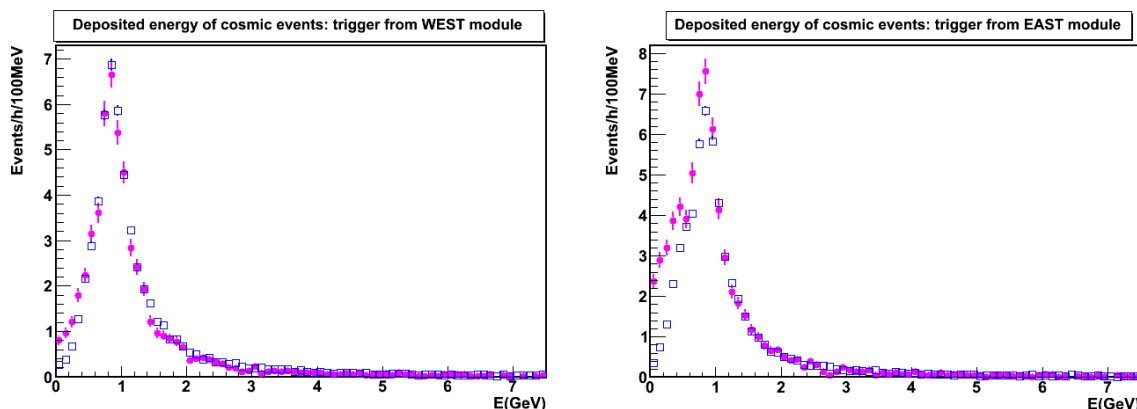 Deposited energy of cosmic events: trigger from WEST module
Events/h/100MeV
7
6
5
4
3
2
1
0
0 1 2 3 4 5 6 7
E(GeV)
Deposited energy of cosmic events: trigger from EAST module
Events/h/100MeV
8
7
6
5
4
3
2
1
0
0 1 2 3 4 5 6 7
E(GeV)